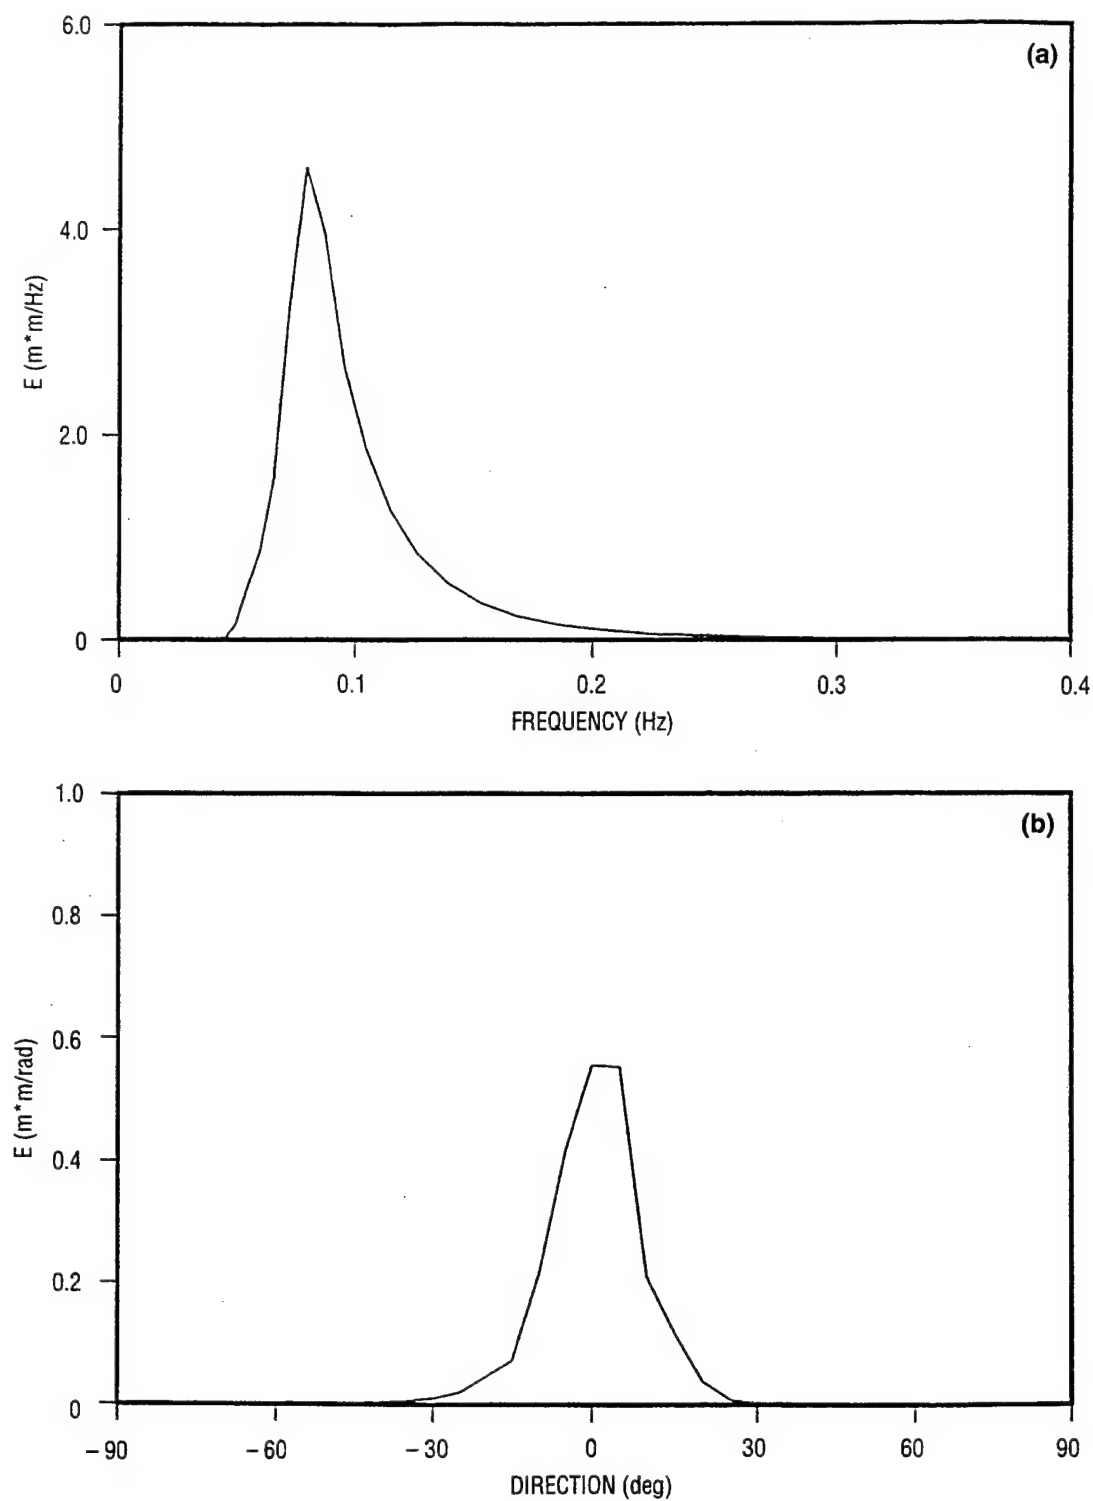 (a)
6.0
4.0
2.0
0
E (m*m/Hz)
0 0.1 0.2 0.3 0.4
FREQUENCY (Hz)
(b)
1.0
0.8
0.6
0.4
0.2
0
E (m*m/rad)
−90 −60 −30 0 30 60 90
DIRECTION (deg)